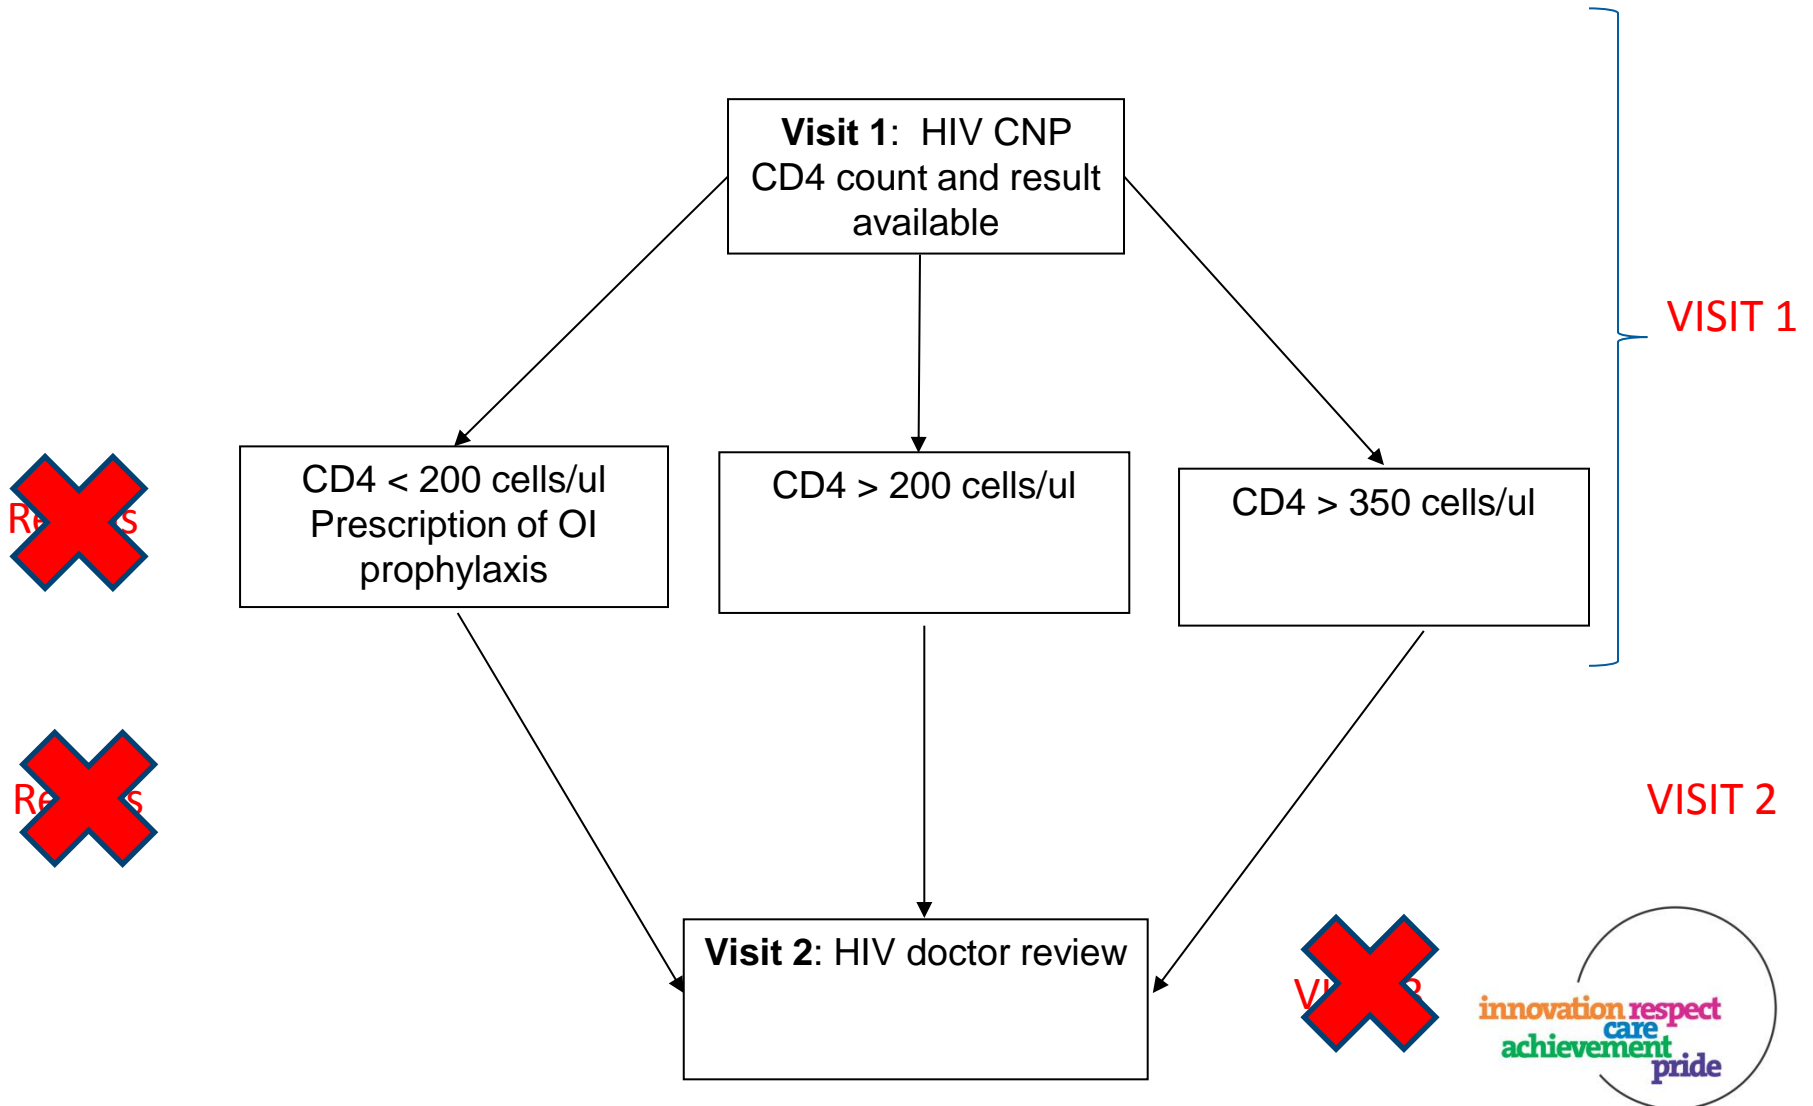 Visit 1: HIV CNP
CD4 count and result
available
VISIT 1
CD4 < 200 cells/ul
Prescription of OI
prophylaxis
CD4 > 200 cells/ul
CD4 > 350 cells/ul
VISIT 2
Visit 2: HIV doctor review
innovation respect
care
achievement
pride